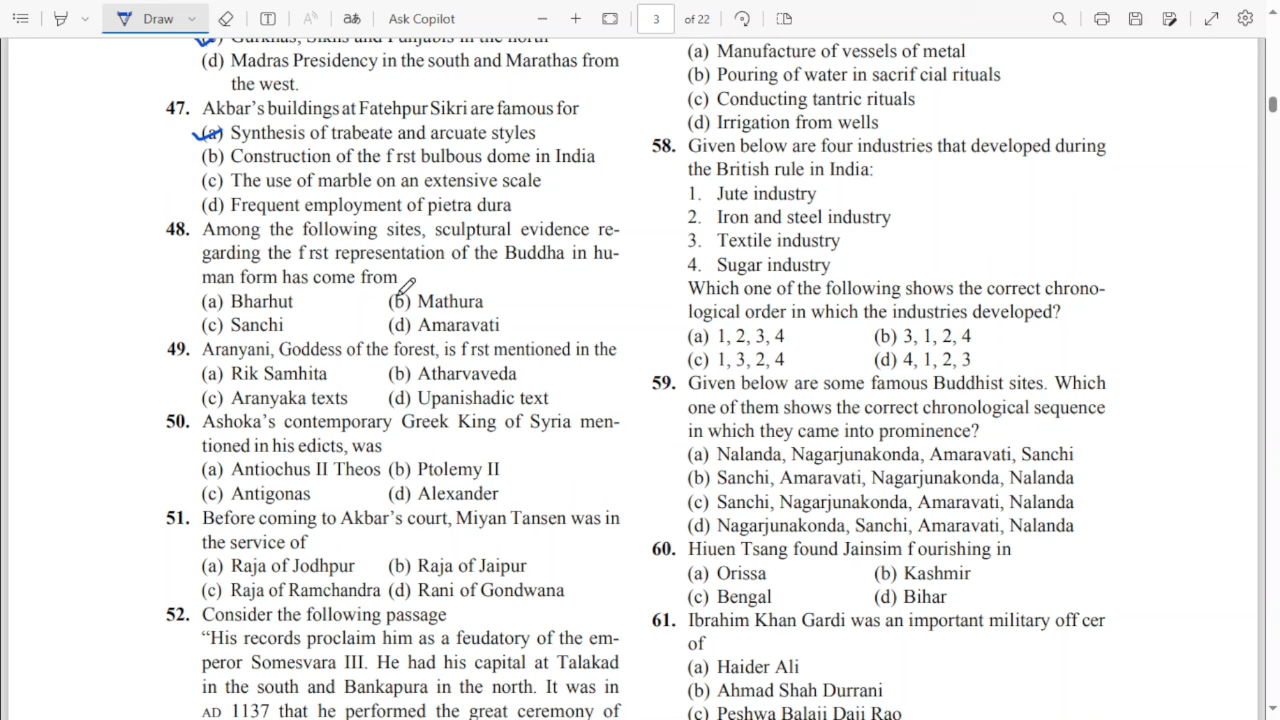 Draw
Ask Copilot
3 of 22
Gurkhas, Sikhs and Punjabis in the north
(d) Madras Presidency in the south and Marathas from
the west.
47. Akbar's buildings at Fatehpur Sikri are famous for
(a) Synthesis of trabeate and arcuate styles
(b) Construction of the f rst bulbous dome in India
(c) The use of marble on an extensive scale
(d) Frequent employment of pietra dura
48. Among the following sites, sculptural evidence re-
garding the f rst representation of the Buddha in hu-
man form has come from
(a) Bharhut (b) Mathura
(c) Sanchi (d) Amaravati
49. Aranyani, Goddess of the forest, is f rst mentioned in the
(a) Rik Samhita (b) Atharvaveda
(c) Aranyaka texts (d) Upanishadic text
50. Ashoka's contemporary Greek King of Syria men-
tioned in his edicts, was
(a) Antiochus II Theos (b) Ptolemy II
(c) Antigonas (d) Alexander
51. Before coming to Akbar's court, Miyan Tansen was in
the service of
(a) Raja of Jodhpur (b) Raja of Jaipur
(c) Raja of Ramchandra (d) Rani of Gondwana
52. Consider the following passage
"His records proclaim him as a feudatory of the em-
peror Somesvara III. He had his capital at Talakad
in the south and Bankapura in the north. It was in
AD 1137 that he performed the great ceremony of
(a) Manufacture of vessels of metal
(b) Pouring of water in sacrif cial rituals
(c) Conducting tantric rituals
(d) Irrigation from wells
58. Given below are four industries that developed during
the British rule in India:
1. Jute industry
2. Iron and steel industry
3. Textile industry
4. Sugar industry
Which one of the following shows the correct chrono-
logical order in which the industries developed?
(a) 1, 2, 3, 4 (b) 3, 1, 2, 4
(c) 1, 3, 2, 4 (d) 4, 1, 2, 3
59. Given below are some famous Buddhist sites. Which
one of them shows the correct chronological sequence
in which they came into prominence?
(a) Nalanda, Nagarjunakonda, Amaravati, Sanchi
(b) Sanchi, Amaravati, Nagarjunakonda, Nalanda
(c) Sanchi, Nagarjunakonda, Amaravati, Nalanda
(d) Nagarjunakonda, Sanchi, Amaravati, Nalanda
60. Hiuen Tsang found Jainsim f ourishing in
(a) Orissa (b) Kashmir
(c) Bengal (d) Bihar
61. Ibrahim Khan Gardi was an important military off cer
of
(a) Haider Ali
(b) Ahmad Shah Durrani
(c) Peshwa Balaji Daji Rao